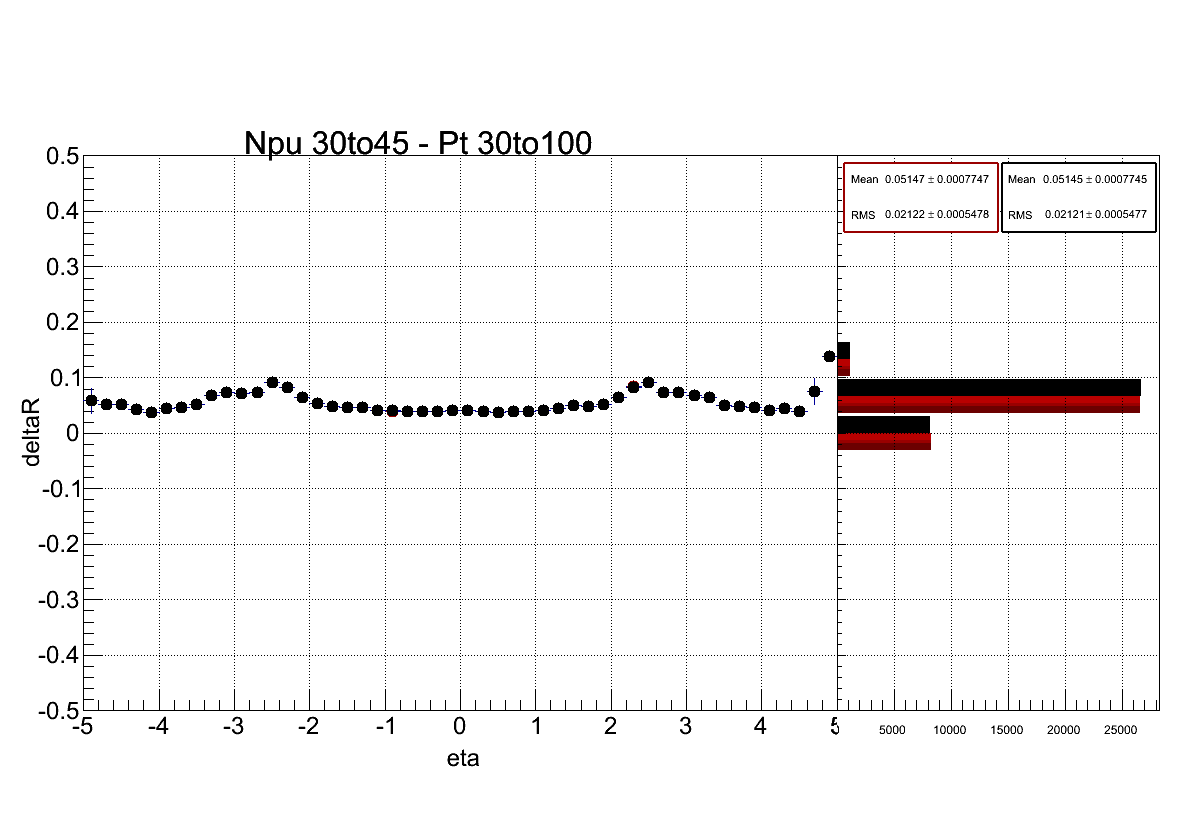 Npu 30to45 - Pt 30to100
0.5
0.4
0.3
0.2
0.1
0
-0.1
-0.2
-0.3
-0.4
-0.5
deltaR
-5 -4 -3 -2 -1 0 1 2 3 4 5
eta
Mean 0.05147 ± 0.0007747
RMS 0.02122 ± 0.0005478
Mean 0.05145 ± 0.0007745
RMS 0.02121 ± 0.0005477
5000 10000 15000 20000 25000